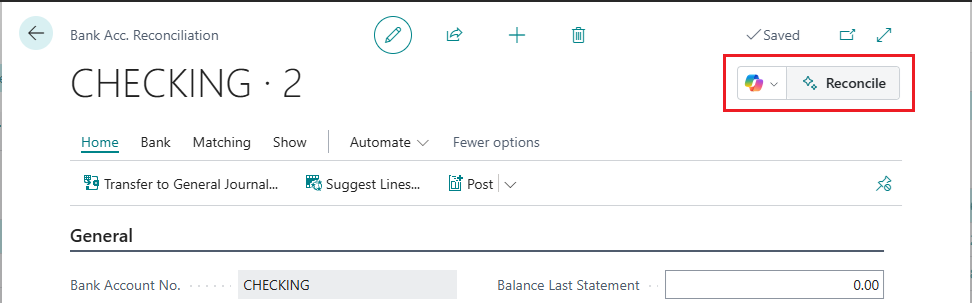 Bank Acc. Reconciliation
Saved
CHECKING · 2
Reconcile
Home Bank Matching Show Automate Fewer options
Transfer to General Journal... Suggest Lines... Post
General
Bank Account No. CHECKING Balance Last Statement 0.00